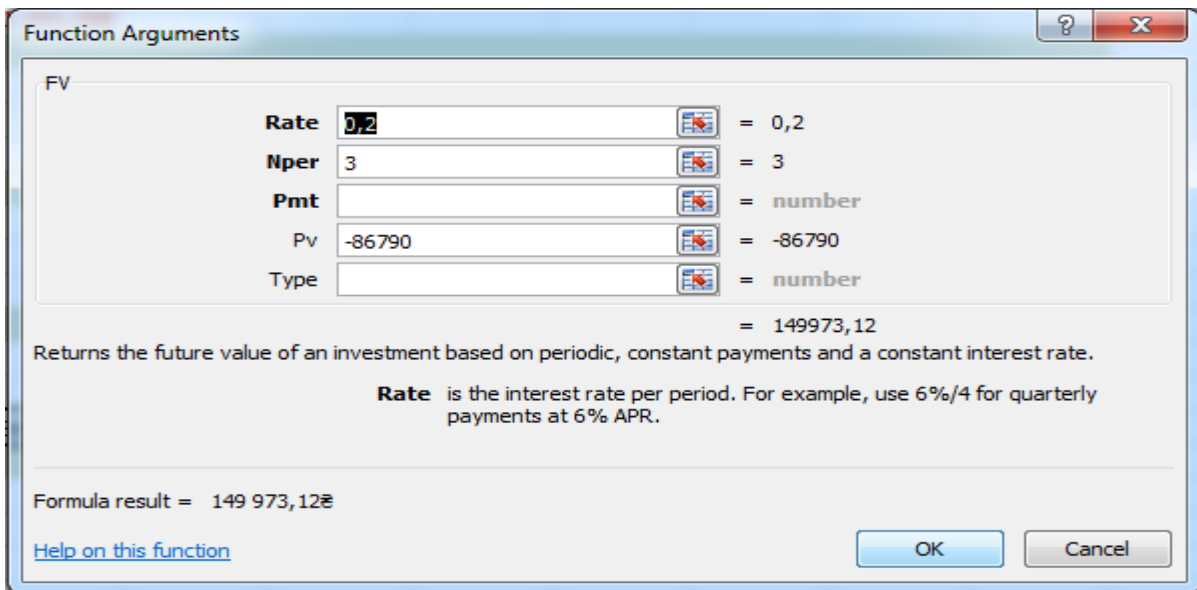 Function Arguments
FV
Rate 0,2 = 0,2
Nper 3 = 3
Pmt = number
Pv -86790 = -86790
Type = number
= 149973,12
Returns the future value of an investment based on periodic, constant payments and a constant interest rate.
Rate is the interest rate per period. For example, use 6%/4 for quarterly
payments at 6% APR.
Formula result = 149 973,12₴
Help on this function
OK Cancel